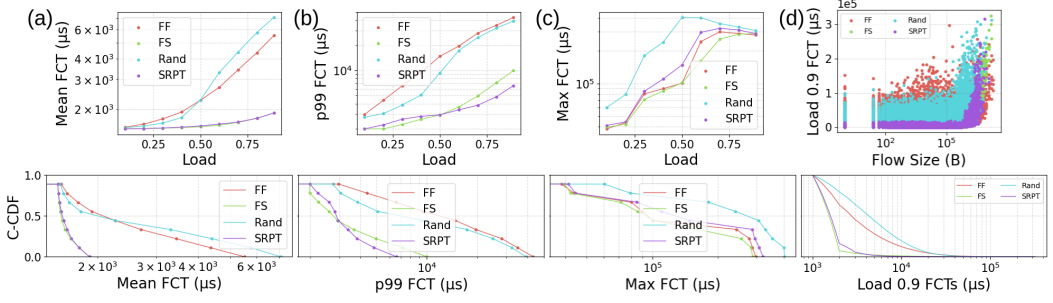 (a)
Mean FCT (µs)
6 × 10³
4 × 10³
3 × 10³
2 × 10³
FF
FS
Rand
SRPT
0.25 0.50 0.75
Load
(b)
p99 FCT (µs)
10⁴
FF
FS
Rand
SRPT
0.25 0.50 0.75
Load
(c)
Max FCT (µs)
10⁵
FF
FS
Rand
SRPT
0.25 0.50 0.75
Load
(d)
1e5
Load 0.9 FCT (µs)
3
2
1
0
FF Rand
FS SRPT
10² 10⁵
Flow Size (B)
C-CDF
1.0
0.5
0.0
FF
FS
Rand
SRPT
2 × 10³ 3 × 10³ 4 × 10³ 6 × 10³
Mean FCT (µs)
FF
FS
Rand
SRPT
10⁴
p99 FCT (µs)
FF
FS
Rand
SRPT
10⁵
Max FCT (µs)
FF Rand
FS SRPT
10³ 10⁴ 10⁵
Load 0.9 FCTs (µs)